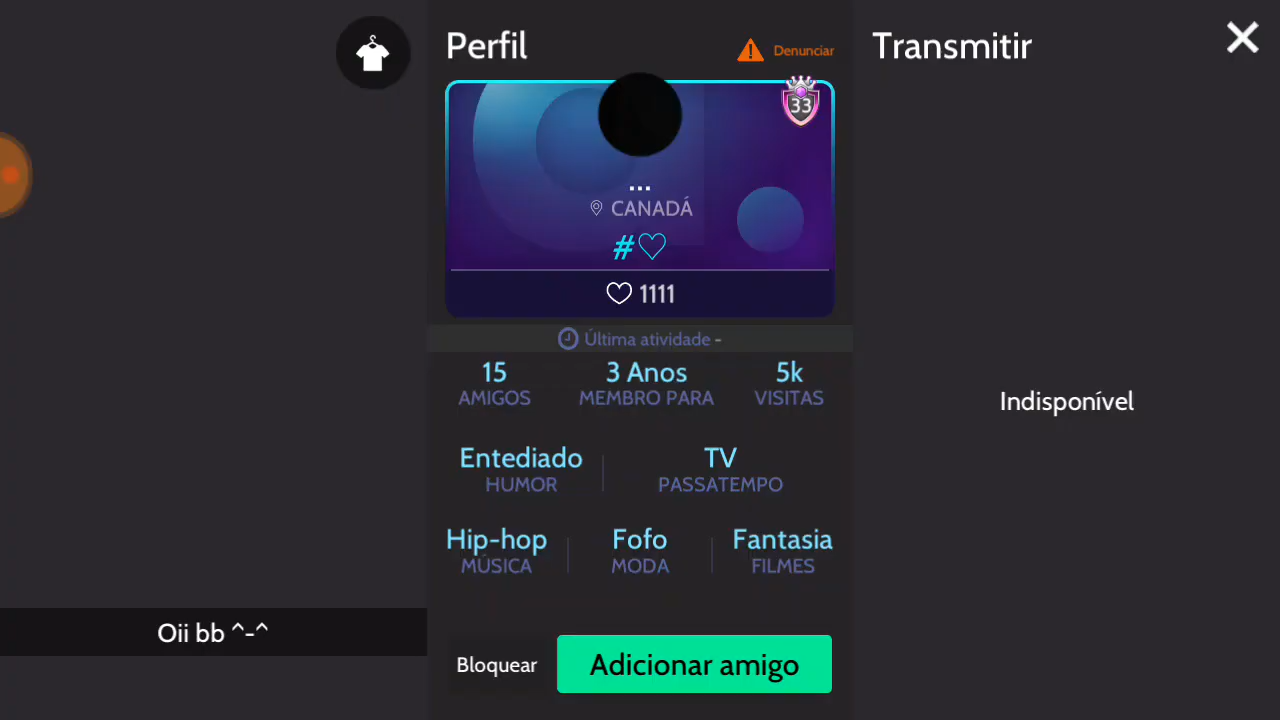 Perfil
Denunciar
Transmitir
33
...
CANADÁ
#♡
♡ 1111
Última atividade -
15 3 Anos 5k
AMIGOS MEMBRO PARA VISITAS
Entediado TV
HUMOR PASSATEMPO
Hip-hop Fofo Fantasia
MÚSICA MODA FILMES
Indisponível
Oii bb ^-^
Bloquear Adicionar amigo